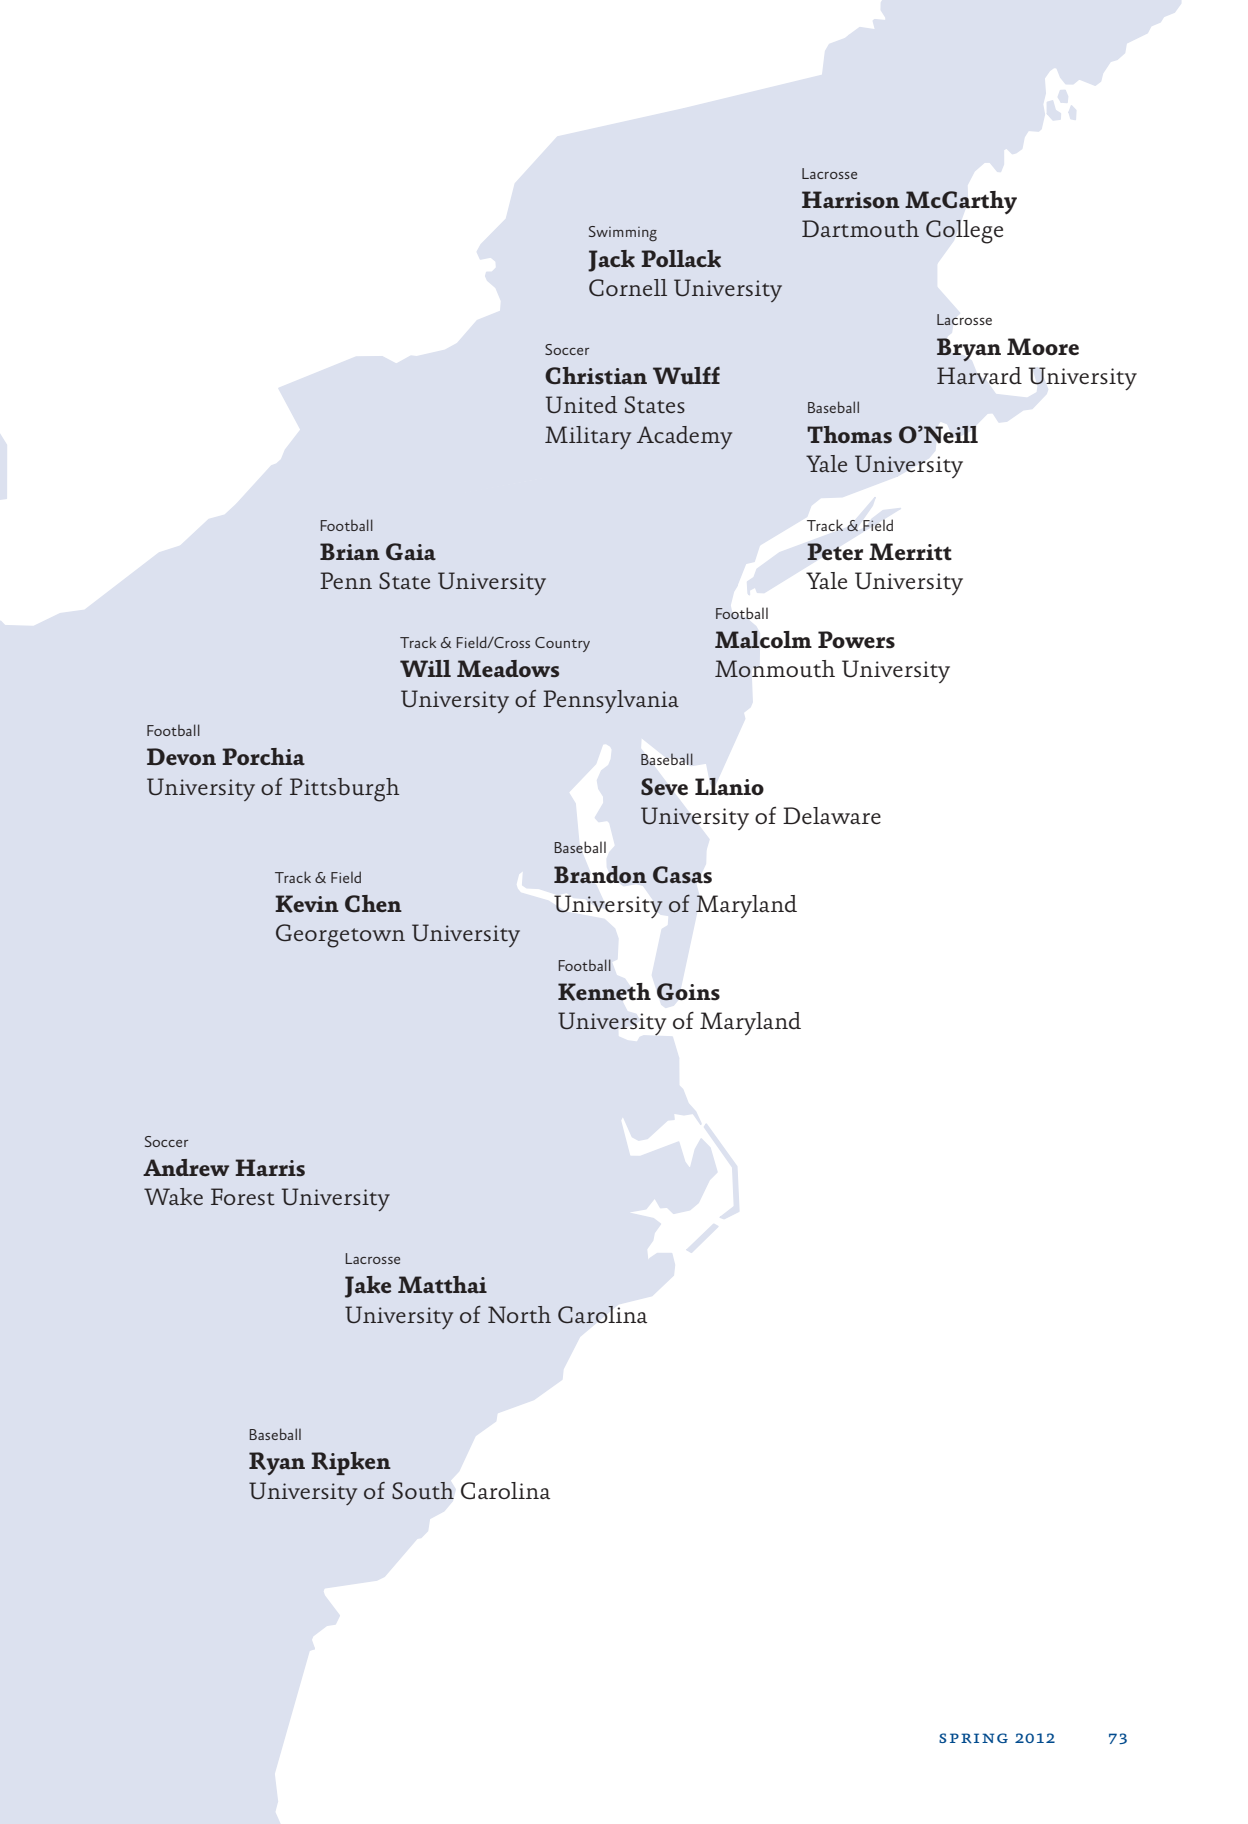 Lacrosse
Harrison McCarthy
Dartmouth College
Swimming
Jack Pollack
Cornell University
Lacrosse
Bryan Moore
Harvard University
Soccer
Christian Wulff
United States
Military Academy
Baseball
Thomas O’Neill
Yale University
Football
Brian Gaia
Penn State University
Track & Field
Peter Merritt
Yale University
Football
Malcolm Powers
Monmouth University
Track & Field/Cross Country
Will Meadows
University of Pennsylvania
Football
Devon Porchia
University of Pittsburgh
Baseball
Seve Llanio
University of Delaware
Baseball
Brandon Casas
University of Maryland
Track & Field
Kevin Chen
Georgetown University
Football
Kenneth Goins
University of Maryland
Soccer
Andrew Harris
Wake Forest University
Lacrosse
Jake Matthai
University of North Carolina
Baseball
Ryan Ripken
University of South Carolina
SPRING 2012 73